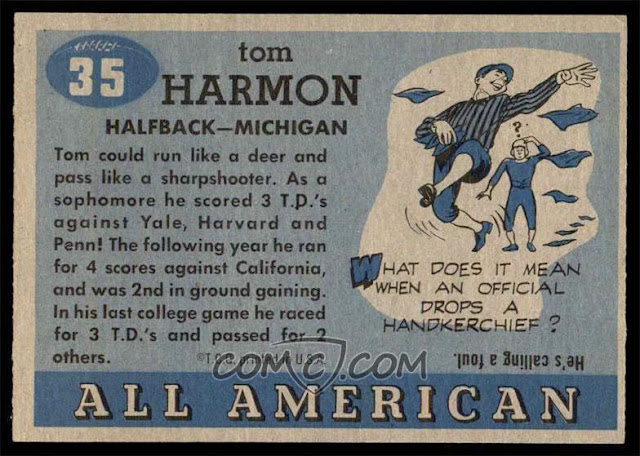 35
tom
HARMON
HALFBACK—MICHIGAN
Tom could run like a deer and
pass like a sharpshooter. As a
sophomore he scored 3 T.D.'s
against Yale, Harvard and
Penn! The following year he ran
for 4 scores against California,
and was 2nd in ground gaining.
In his last college game he raced
for 3 T.D.'s and passed for 2
others.
©T.C.G. printed in U.S.A.
?
WHAT DOES IT MEAN
WHEN AN OFFICIAL
DROPS A
HANDKERCHIEF?
He's calling a foul.
COMC.COM
ALL AMERICAN